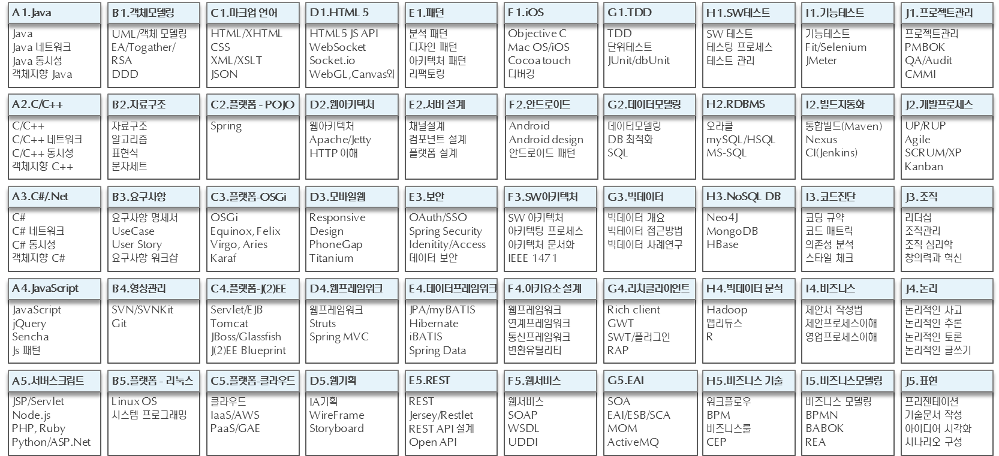 A1.Java
Java
Java 네트워크
Java 동시성
객체지향 Java
B1.객체모델링
UML/객체 모델링
EA/Togather/
RSA
DDD
C1.마크업 언어
HTML/XHTML
CSS
XML/XSLT
JSON
D1.HTML 5
HTML5 JS API
WebSocket
Socket.io
WebGL,Canvas외
E1.패턴
분석 패턴
디자인 패턴
아키텍처 패턴
리팩토링
F1.iOS
Objective C
Mac OS/iOS
Cocoa touch
디버깅
G1.TDD
TDD
단위테스트
JUnit/dbUnit
H1.SW테스트
SW 테스트
테스팅 프로세스
테스트 관리
I1.기능테스트
기능테스트
Fit/Selenium
JMeter
J1.프로젝트관리
프로젝트관리
PMBOK
QA/Audit
CMMI
A2.C/C++
C/C++
C/C++ 네트워크
C/C++ 동시성
객체지향 C++
B2.자료구조
자료구조
알고리즘
표현식
문자세트
C2.플랫폼 - POJO
Spring
D2.웹아키텍처
웹아키텍처
Apache/Jetty
HTTP 이해
E2.서버 설계
채널설계
컴포넌트 설계
플랫폼 설계
F2.안드로이드
Android
Android design
안드로이드 패턴
G2.데이터모델링
데이터모델링
DB 최적화
SQL
H2.RDBMS
오라클
mySQL/HSQL
MS-SQL
I2.빌드자동화
통합빌드(Maven)
Nexus
CI(Jenkins)
J2.개발프로세스
UP/RUP
Agile
SCRUM/XP
Kanban
A3.C#/.Net
C#
C# 네트워크
C# 동시성
객체지향 C#
B3.요구사항
요구사항 명세서
UseCase
User Story
요구사항 워크샵
C3.플랫폼-OSGi
OSGi
Equinox, Felix
Virgo, Aries
Karaf
D3.모바일웹
Responsive
Design
PhoneGap
Titanium
E3.보안
OAuth/SSO
Spring Security
Idenitity/Access
데이터 보안
F3.SW아키텍처
SW 아키텍처
아키텍팅 프로세스
아키텍처 문서화
IEEE 1471
G3.빅데이터
빅데이터 개요
빅데이터 접근방법
빅데이터 사례연구
H3.NoSQL DB
Neo4J
MongoDB
HBase
I3.코드진단
코딩 규약
코드 매트릭
의존성 분석
스타일 체크
J3.조직
리더십
조직관리
조직 심리학
창의력과 혁신
A4.JavaScript
JavaScript
jQuery
Sencha
Js 패턴
B4.형상관리
SVN/SVNKit
Git
C4.플랫폼-J(2)EE
Servlet/EJB
Tomcat
JBoss/Glassfish
J(2)EE Blueprint
D4.웹프레임워크
웹프레임워크
Struts
Spring MVC
E4.데이터프레임워크
JPA/myBATIS
Hibernate
iBATIS
Spring Data
F4.아키요소 설계
웹프레임워크
연계프레임워크
통신프레임워크
변환유틸리티
G4.리치클라이언트
Rich client
GWT
SWT/플러그인
RAP
H4.빅데이터 분석
Hadoop
맵리듀스
R
I4.비즈니스
제안서 작성법
제안프로세스이해
영업프로세스이해
J4.논리
논리적인 사고
논리적인 추론
논리적인 토론
논리적인 글쓰기
A5.서버스크립트
JSP/Servlet
Node.js
PHP, Ruby
Python/ASP.Net
B5.플랫폼 - 리눅스
Linux OS
시스템 프로그래밍
C5.플랫폼-클라우드
클라우드
IaaS/AWS
PaaS/GAE
D5.웹기획
IA기획
WireFrame
Storyboard
E5.REST
REST
Jersey/Restlet
REST API 설계
Open API
F5.웹서비스
웹서비스
SOAP
WSDL
UDDI
G5.EAI
SOA
EAI/ESB/SCA
MOM
ActiveMQ
H5.비즈니스 기술
워크플로우
BPM
비즈니스룰
CEP
I5.비즈니스모델링
비즈니스 모델링
BPMN
BABOK
REA
J5.표현
프리젠테이션
기술문서 작성
아이디어 시각화
시나리오 구성